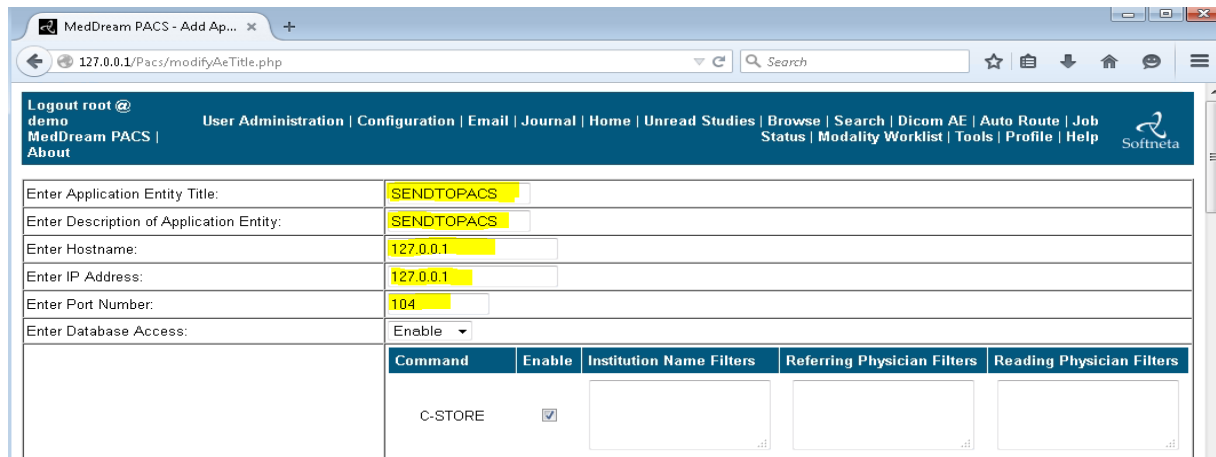 MedDream PACS - Add Ap...
127.0.0.1/Pacs/modifyAeTitle.php
Search
Logout root @
demo
MedDream PACS |
About
User Administration | Configuration | Email | Journal | Home | Unread Studies | Browse | Search | Dicom AE | Auto Route | Job
Status | Modality Worklist | Tools | Profile | Help
Softneta
Enter Application Entity Title: SENDTOPACS
Enter Description of Application Entity: SENDTOPACS
Enter Hostname: 127.0.0.1
Enter IP Address: 127.0.0.1
Enter Port Number: 104
Enter Database Access: Enable
Command Enable Institution Name Filters Referring Physician Filters Reading Physician Filters
C-STORE